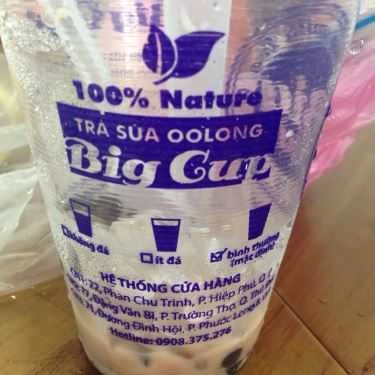 100% Nature
TRÀ SỮA OOLONG
Big Cup
không đá
ít đá
bình thường
(mặc định)
HỆ THỐNG CỬA HÀNG
Phan Chu Trinh, P. Hiệp Phú, Q. 9
Đặng Văn Bi, P. Trường Thọ, Q. Thủ
Dương Đình Hội, P. Phước Long B
Hotline: 0908.375.276